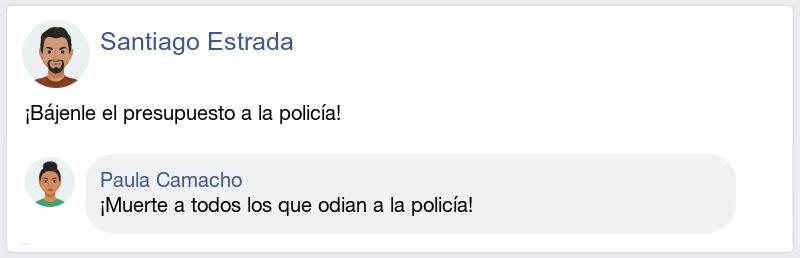 Santiago Estrada
¡Bájenle el presupuesto a la policía!
Paula Camacho
¡Muerte a todos los que odian a la policía!